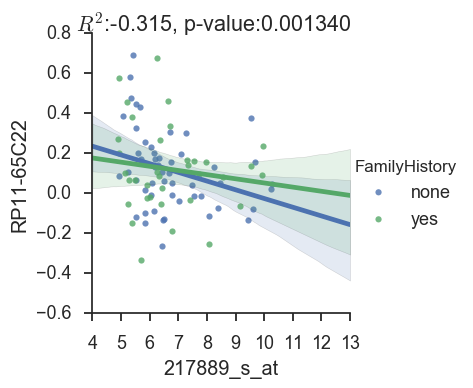 R²:-0.315, p-value:0.001340
0.8
0.6
0.4
0.2
0.0
−0.2
−0.4
−0.6
RP11-65C22
4 5 6 7 8 9 10 11 12 13
217889_s_at
FamilyHistory
none
yes